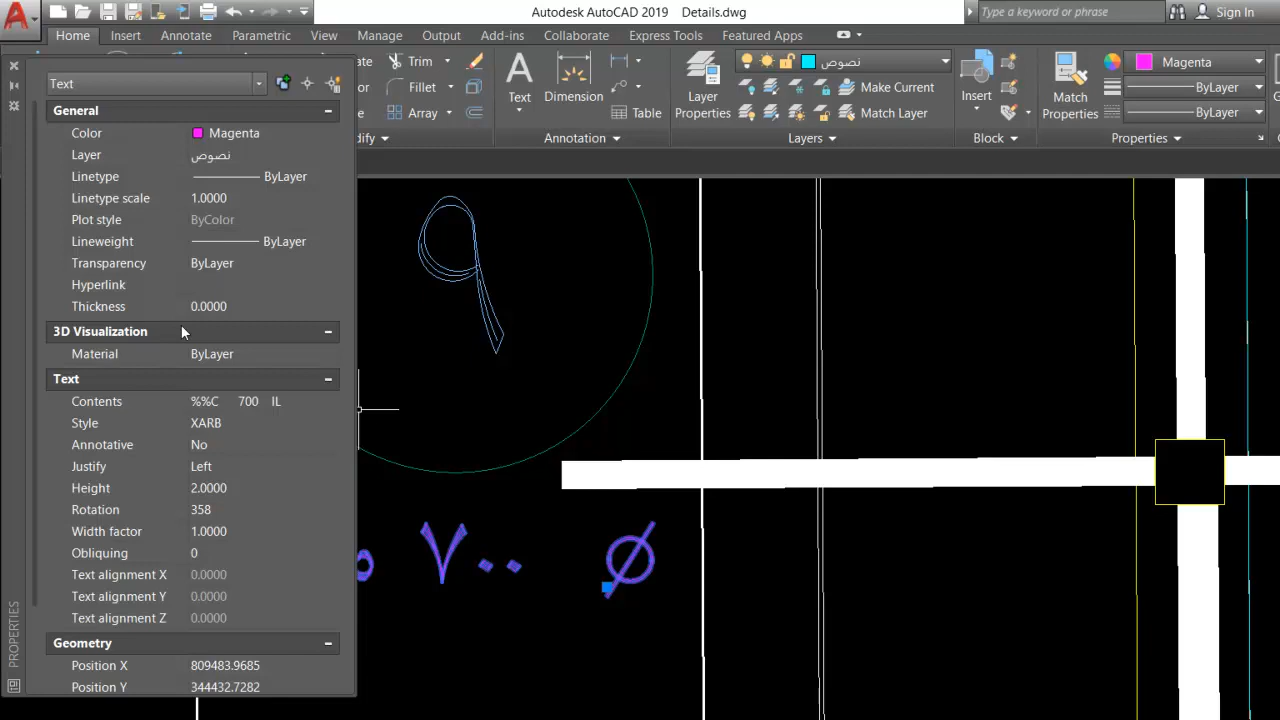 Autodesk AutoCAD 2019 Details.dwg
Type a keyword or phrase
Sign In
Home Insert Annotate Parametric View Manage Output Add-ins Collaborate Express Tools Featured Apps
Trim
Fillet
Array
Text
Dimension
Table
Annotation
Layer
Properties
نصوص
Make Current
Match Layer
Layers
Insert
Block
Match
Properties
Magenta
ByLayer
ByLayer
Properties
Text
General
Color Magenta
Layer نصوص
Linetype ByLayer
Linetype scale 1.0000
Plot style ByColor
Lineweight ByLayer
Transparency ByLayer
Hyperlink
Thickness 0.0000
3D Visualization
Material ByLayer
Text
Contents %%C 700 IL
Style XARB
Annotative No
Justify Left
Height 2.0000
Rotation 358
Width factor 1.0000
Obliquing 0
Text alignment X 0.0000
Text alignment Y 0.0000
Text alignment Z 0.0000
Geometry
Position X 809483.9685
Position Y 344432.7282
PROPERTIES
٩
Ø ٧٠٠